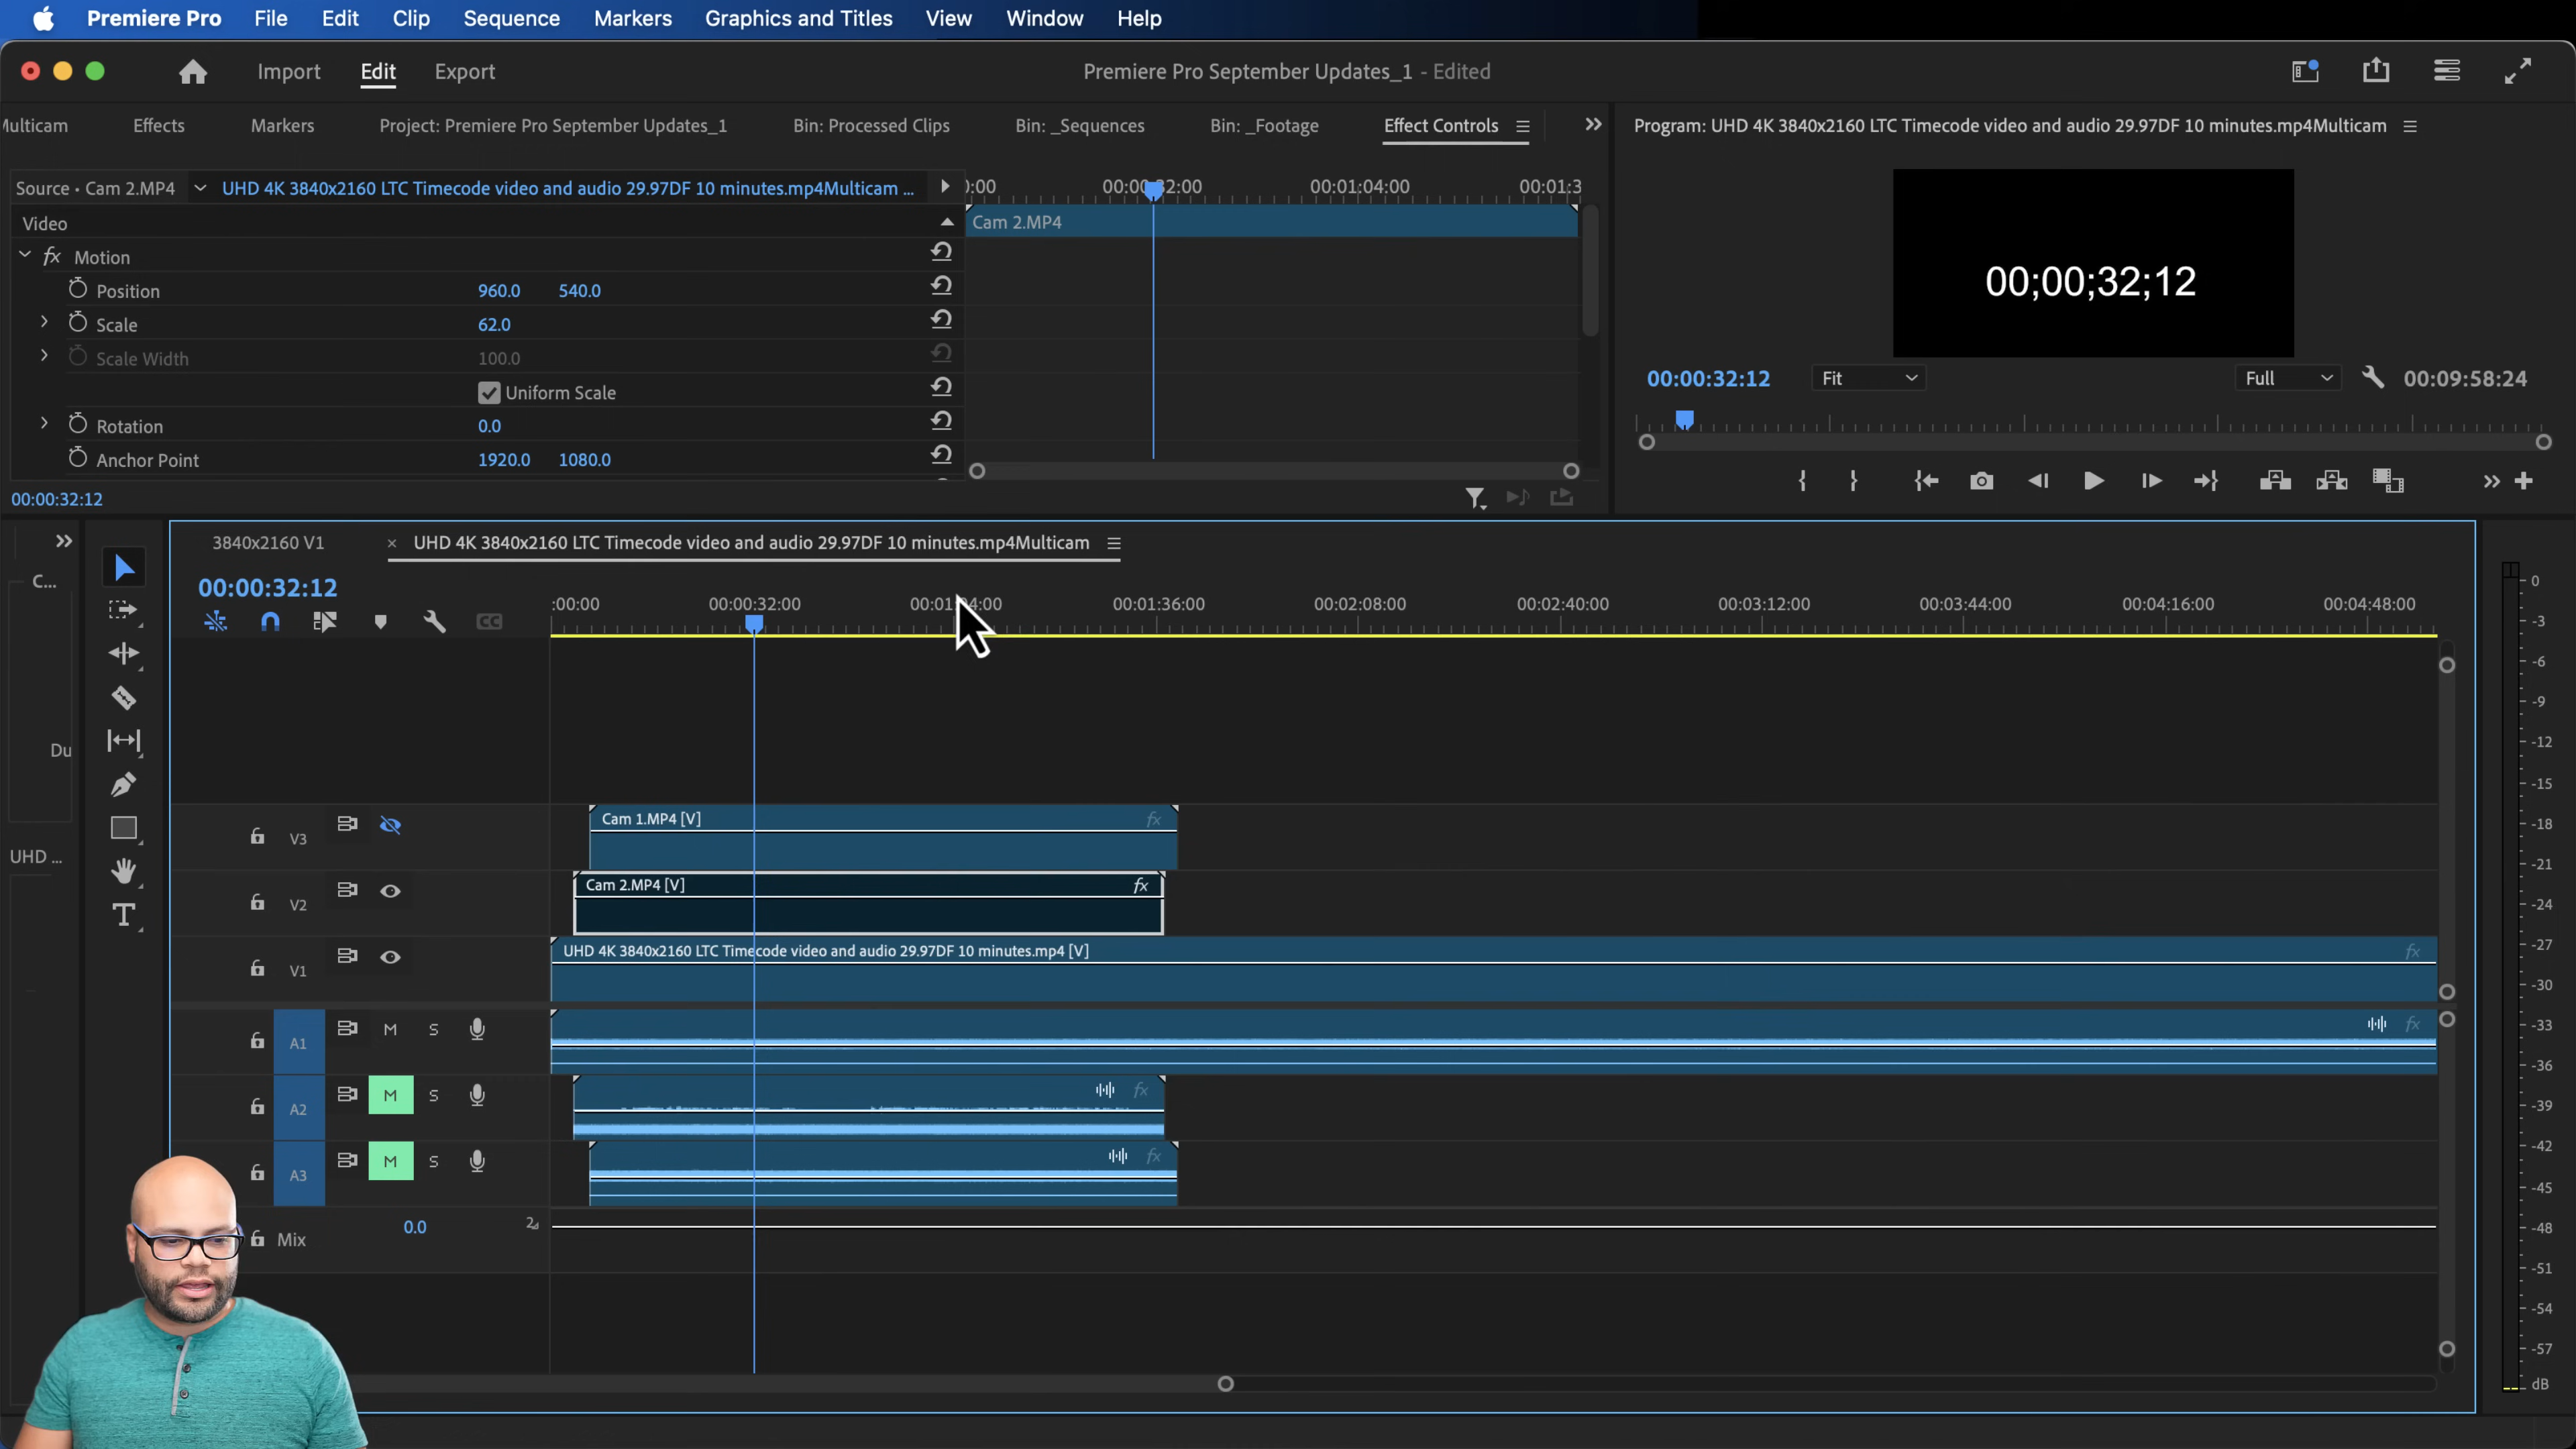 Premiere Pro File Edit Clip Sequence Markers Graphics and Titles View Window Help
Import Edit Export
Premiere Pro September Updates_1 - Edited
Multicam Effects Markers Project: Premiere Pro September Updates_1 Bin: Processed Clips Bin: _Sequences Bin: _Footage Effect Controls
Program: UHD 4K 3840x2160 LTC Timecode video and audio 29.97DF 10 minutes.mp4Multicam
Source • Cam 2.MP4 UHD 4K 3840x2160 LTC Timecode video and audio 29.97DF 10 minutes.mp4Multicam ...
:00 00:00:32:00 00:01:04:00 00:01:3
Video
Cam 2.MP4
fx Motion
Position 960.0 540.0
Scale 62.0
Scale Width 100.0
Uniform Scale
Rotation 0.0
Anchor Point 1920.0 1080.0
00:00:32:12
00;00;32;12
00:00:32:12 Fit Full 00:09:58:24
3840x2160 V1 × UHD 4K 3840x2160 LTC Timecode video and audio 29.97DF 10 minutes.mp4Multicam
00:00:32:12
:00:00 00:00:32:00 00:01:04:00 00:01:36:00 00:02:08:00 00:02:40:00 00:03:12:00 00:03:44:00 00:04:16:00 00:04:48:00
CC
C...
Du
UHD ...
V3 Cam 1.MP4 [V] fx
V2 Cam 2.MP4 [V] fx
V1 UHD 4K 3840x2160 LTC Timecode video and audio 29.97DF 10 minutes.mp4 [V] fx
A1 M S fx
A2 M S fx
A3 M S fx
Mix 0.0 2
0
-3
-6
-9
-12
-15
-18
-21
-24
-27
-30
-33
-36
-39
-42
-45
-48
-51
-54
-57
dB